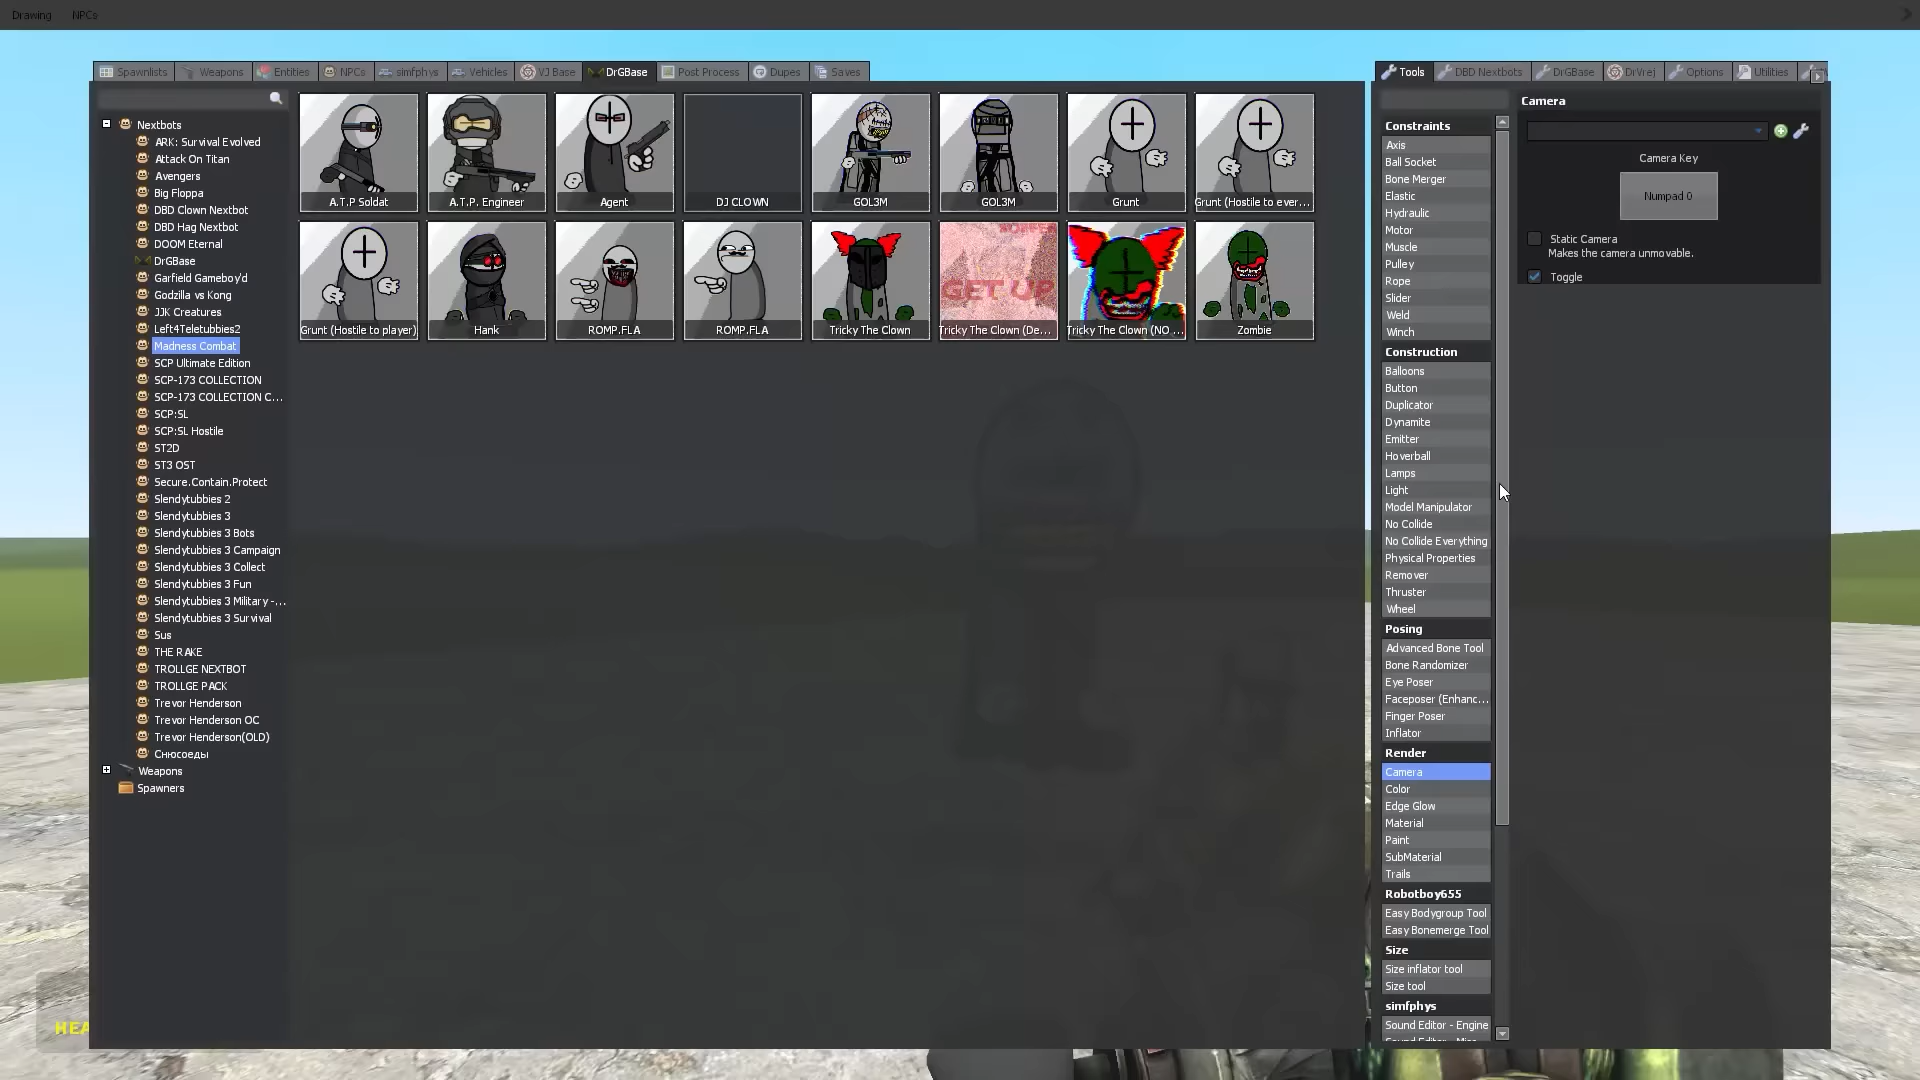 Drawing NPCs
Spawnlists Weapons Entities NPCs simfphys Vehicles VJ Base DrGBase Post Process Dupes Saves
Tools DBD Nextbots DrGBase DrVrej Options Utilities
Nextbots
ARK: Survival Evolved
Attack On Titan
Avengers
Big Floppa
DBD Clown Nextbot
DBD Hag Nextbot
DOOM Eternal
DrGBase
Garfield Gameboy'd
Godzilla vs Kong
JJK Creatures
Left4Teletubbies2
Madness Combat
SCP Ultimate Edition
SCP-173 COLLECTION
SCP-173 COLLECTION C...
SCP:SL
SCP:SL Hostile
ST2D
ST3 OST
Secure.Contain.Protect
Slendytubbies 2
Slendytubbies 3
Slendytubbies 3 Bots
Slendytubbies 3 Campaign
Slendytubbies 3 Collect
Slendytubbies 3 Fun
Slendytubbies 3 Military -...
Slendytubbies 3 Survival
Sus
THE RAKE
TROLLGE NEXTBOT
TROLLGE PACK
Trevor Henderson
Trevor Henderson OC
Trevor Henderson(OLD)
Снюсоеды
Weapons
Spawners
A.T.P Soldat A.T.P. Engineer Agent DJ CLOWN GOL3M GOL3M Grunt Grunt (Hostile to ever...
GET UP
Grunt (Hostile to player) Hank ROMP.FLA ROMP.FLA Tricky The Clown Tricky The Clown (De... Tricky The Clown (NO ... Zombie
Constraints
Axis
Ball Socket
Bone Merger
Elastic
Hydraulic
Motor
Muscle
Pulley
Rope
Slider
Weld
Winch
Construction
Balloons
Button
Duplicator
Dynamite
Emitter
Hoverball
Lamps
Light
Model Manipulator
No Collide
No Collide Everything
Physical Properties
Remover
Thruster
Wheel
Posing
Advanced Bone Tool
Bone Randomizer
Eye Poser
Faceposer (Enhanc...
Finger Poser
Inflator
Render
Camera
Color
Edge Glow
Material
Paint
SubMaterial
Trails
Robotboy655
Easy Bodygroup Tool
Easy Bonemerge Tool
Size
Size inflator tool
Size tool
simfphys
Sound Editor - Engine
Camera
Camera Key
Numpad 0
Static Camera
Makes the camera unmovable.
Toggle
HEA